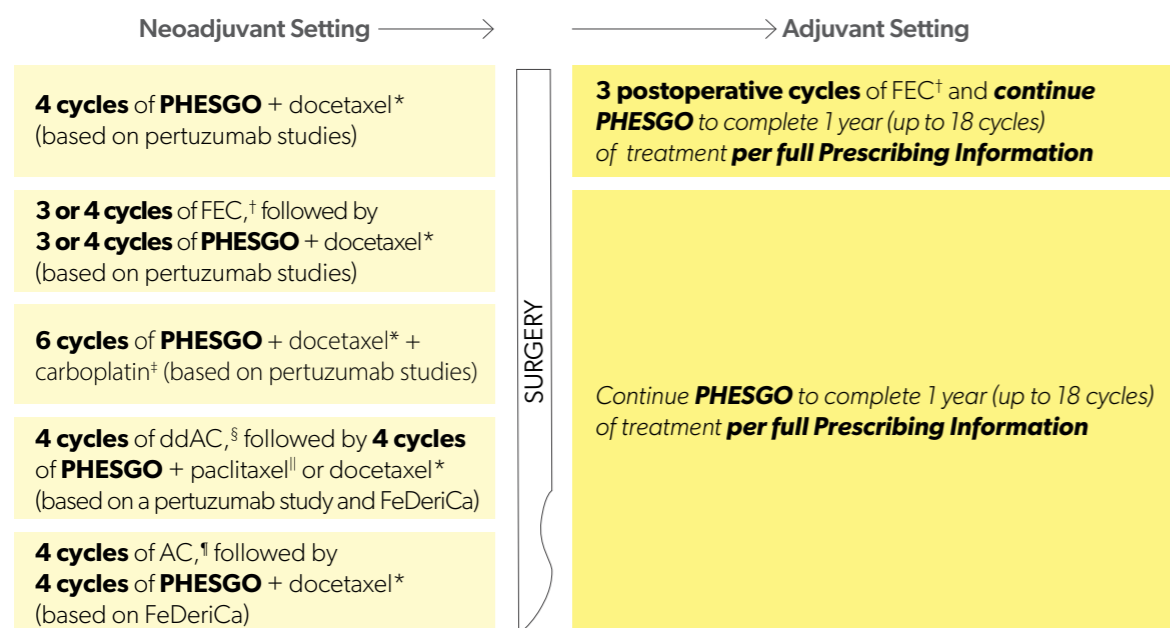 Neoadjuvant Setting
Adjuvant Setting
4 cycles of PHESGO + docetaxel*
(based on pertuzumab studies)
3 postoperative cycles of FEC† and continue
PHESGO to complete 1 year (up to 18 cycles)
of treatment per full Prescribing Information
3 or 4 cycles of FEC,† followed by
3 or 4 cycles of PHESGO + docetaxel*
(based on pertuzumab studies)
6 cycles of PHESGO + docetaxel* +
carboplatin‡ (based on pertuzumab studies)
4 cycles of ddAC,§ followed by 4 cycles
of PHESGO + paclitaxel|| or docetaxel*
(based on a pertuzumab study and FeDeriCa)
4 cycles of AC,¶ followed by
4 cycles of PHESGO + docetaxel*
(based on FeDeriCa)
SURGERY
Continue PHESGO to complete 1 year (up to 18 cycles)
of treatment per full Prescribing Information